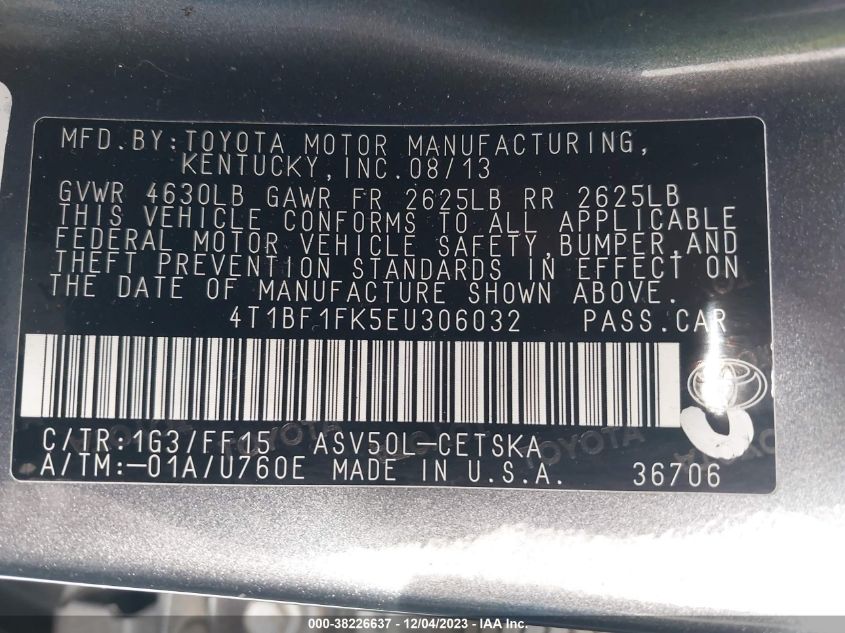 MFD.BY:TOYOTA MOTOR MANUFACTURING,
KENTUCKY,INC.08/13
GVWR 4630LB GAWR FR 2625LB RR 2625LB
THIS VEHICLE CONFORMS TO ALL APPLICABLE
FEDERAL MOTOR VEHICLE SAFETY,BUMPER,AND
THEFT PREVENTION STANDARDS IN EFFECT ON
THE DATE OF MANUFACTURE SHOWN ABOVE.
4T1BF1FK5EU306032 PASS.CAR
C/TR:1G3/FF15 ASV50L-CETSKA
A/TM:-01A/U760E MADE IN U.S.A. 36706
000-38226637 - 12/04/2023 - IAAI Inc.